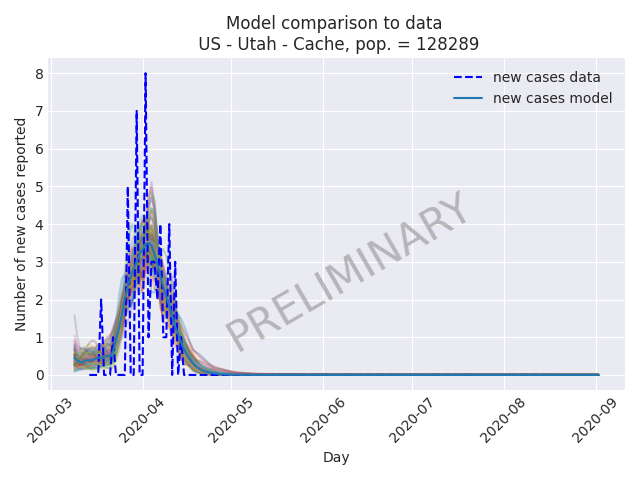 Model comparison to data
US - Utah - Cache, pop. = 128289
new cases data
new cases model
Number of new cases reported
8
7
6
5
4
3
2
1
0
PRELIMINARY
2020-03
2020-04
2020-05
2020-06
2020-07
2020-08
2020-09
Day